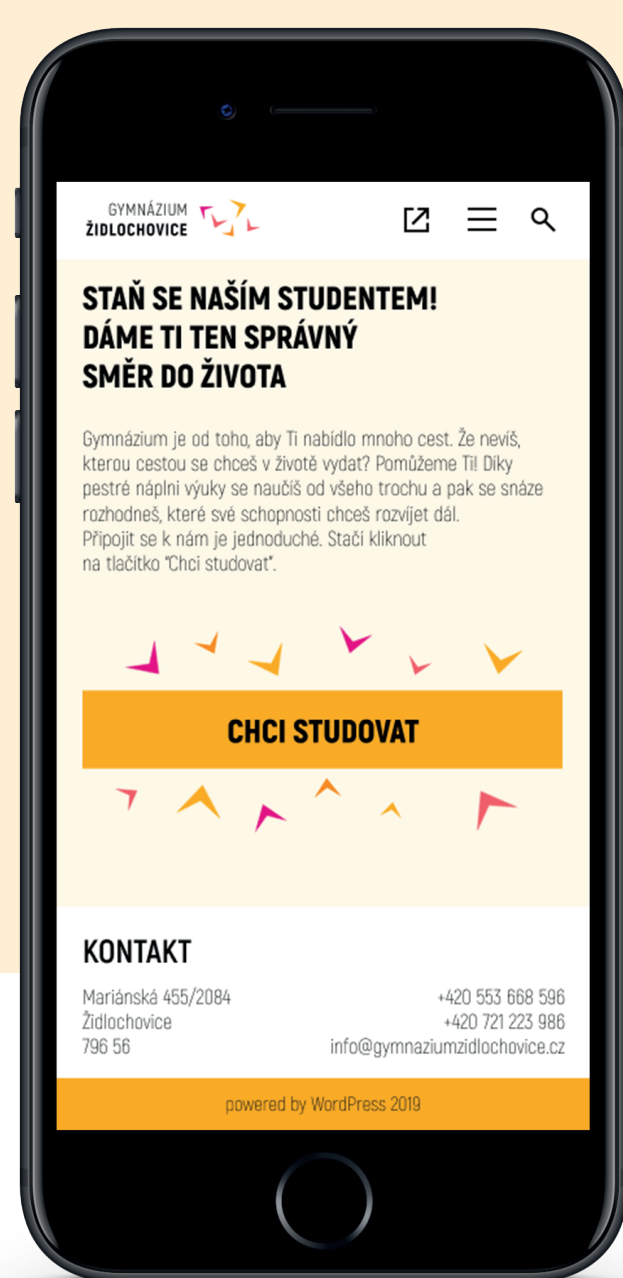 GYMNÁZIUM
ŽIDLOCHOVICE
STAŇ SE NAŠÍM STUDENTEM!
DÁME TI TEN SPRÁVNÝ
SMĚR DO ŽIVOTA
Gymnázium je od toho, aby Ti nabídlo mnoho cest. Že nevíš,
kterou cestou se chceš v životě vydat? Pomůžeme Ti! Díky
pestré náplni výuky se naučíš od všeho trochu a pak se snáze
rozhodneš, které své schopnosti chceš rozvíjet dál.
Připojit se k nám je jednoduché. Stačí kliknout
na tlačítko "Chci studovat".
CHCI STUDOVAT
KONTAKT
Mariánská 455/2084
Židlochovice
796 56
+420 553 668 596
+420 721 223 986
info@gymnaziumzidlochovice.cz
powered by WordPress 2019